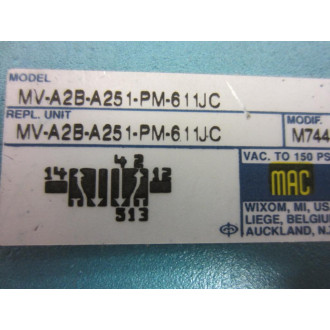 MODEL
MV-A2B-A251-PM-611JC
REPL. UNIT MODIF.
MV-A2B-A251-PM-611JC M744
4 2
14 12
5 1 3
VAC. TO 150 PS
MAC
WIXOM, MI, USA
LIEGE, BELGIU
AUCKLAND, N.Z